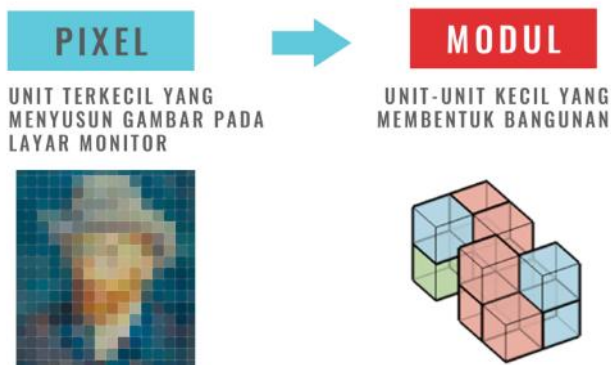 PIXEL
UNIT TERKECIL YANG
MENYUSUN GAMBAR PADA
LAYAR MONITOR
MODUL
UNIT-UNIT KECIL YANG
MEMBENTUK BANGUNAN